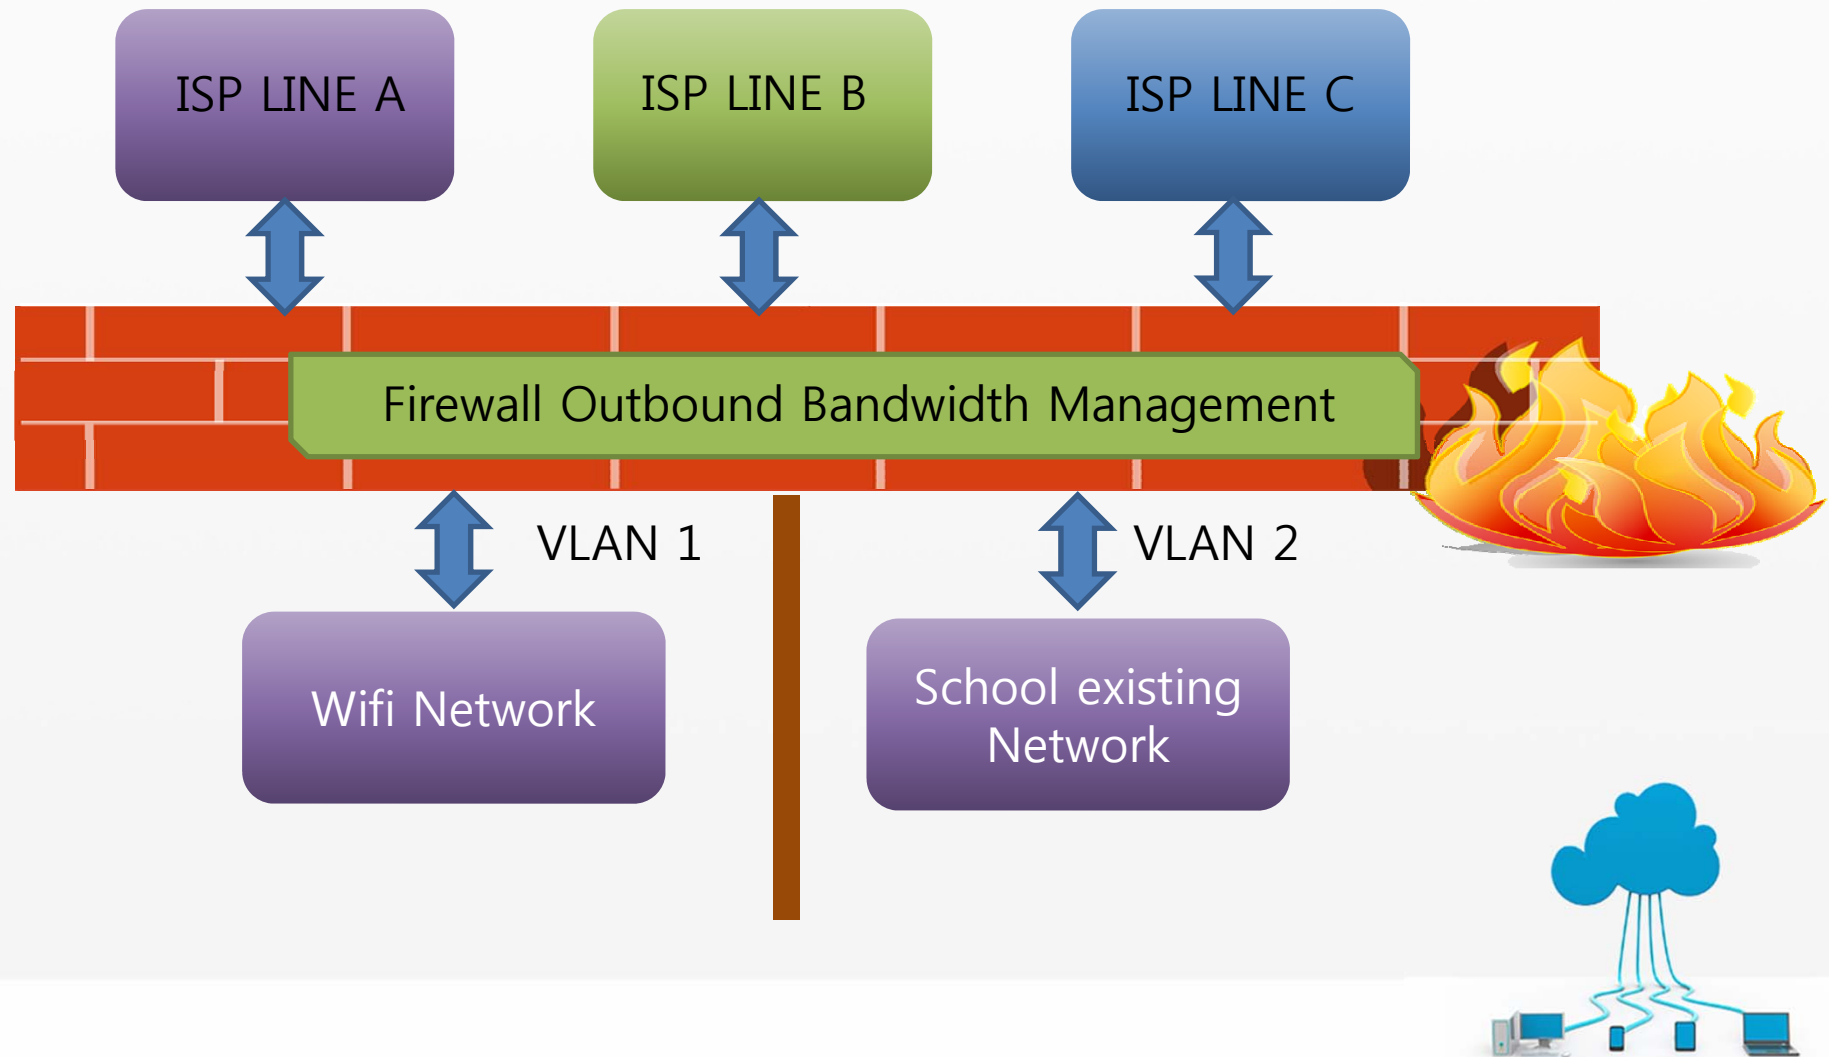 ISP LINE A
ISP LINE B
ISP LINE C
Firewall Outbound Bandwidth Management
VLAN 1
VLAN 2
Wifi Network
School existing
Network